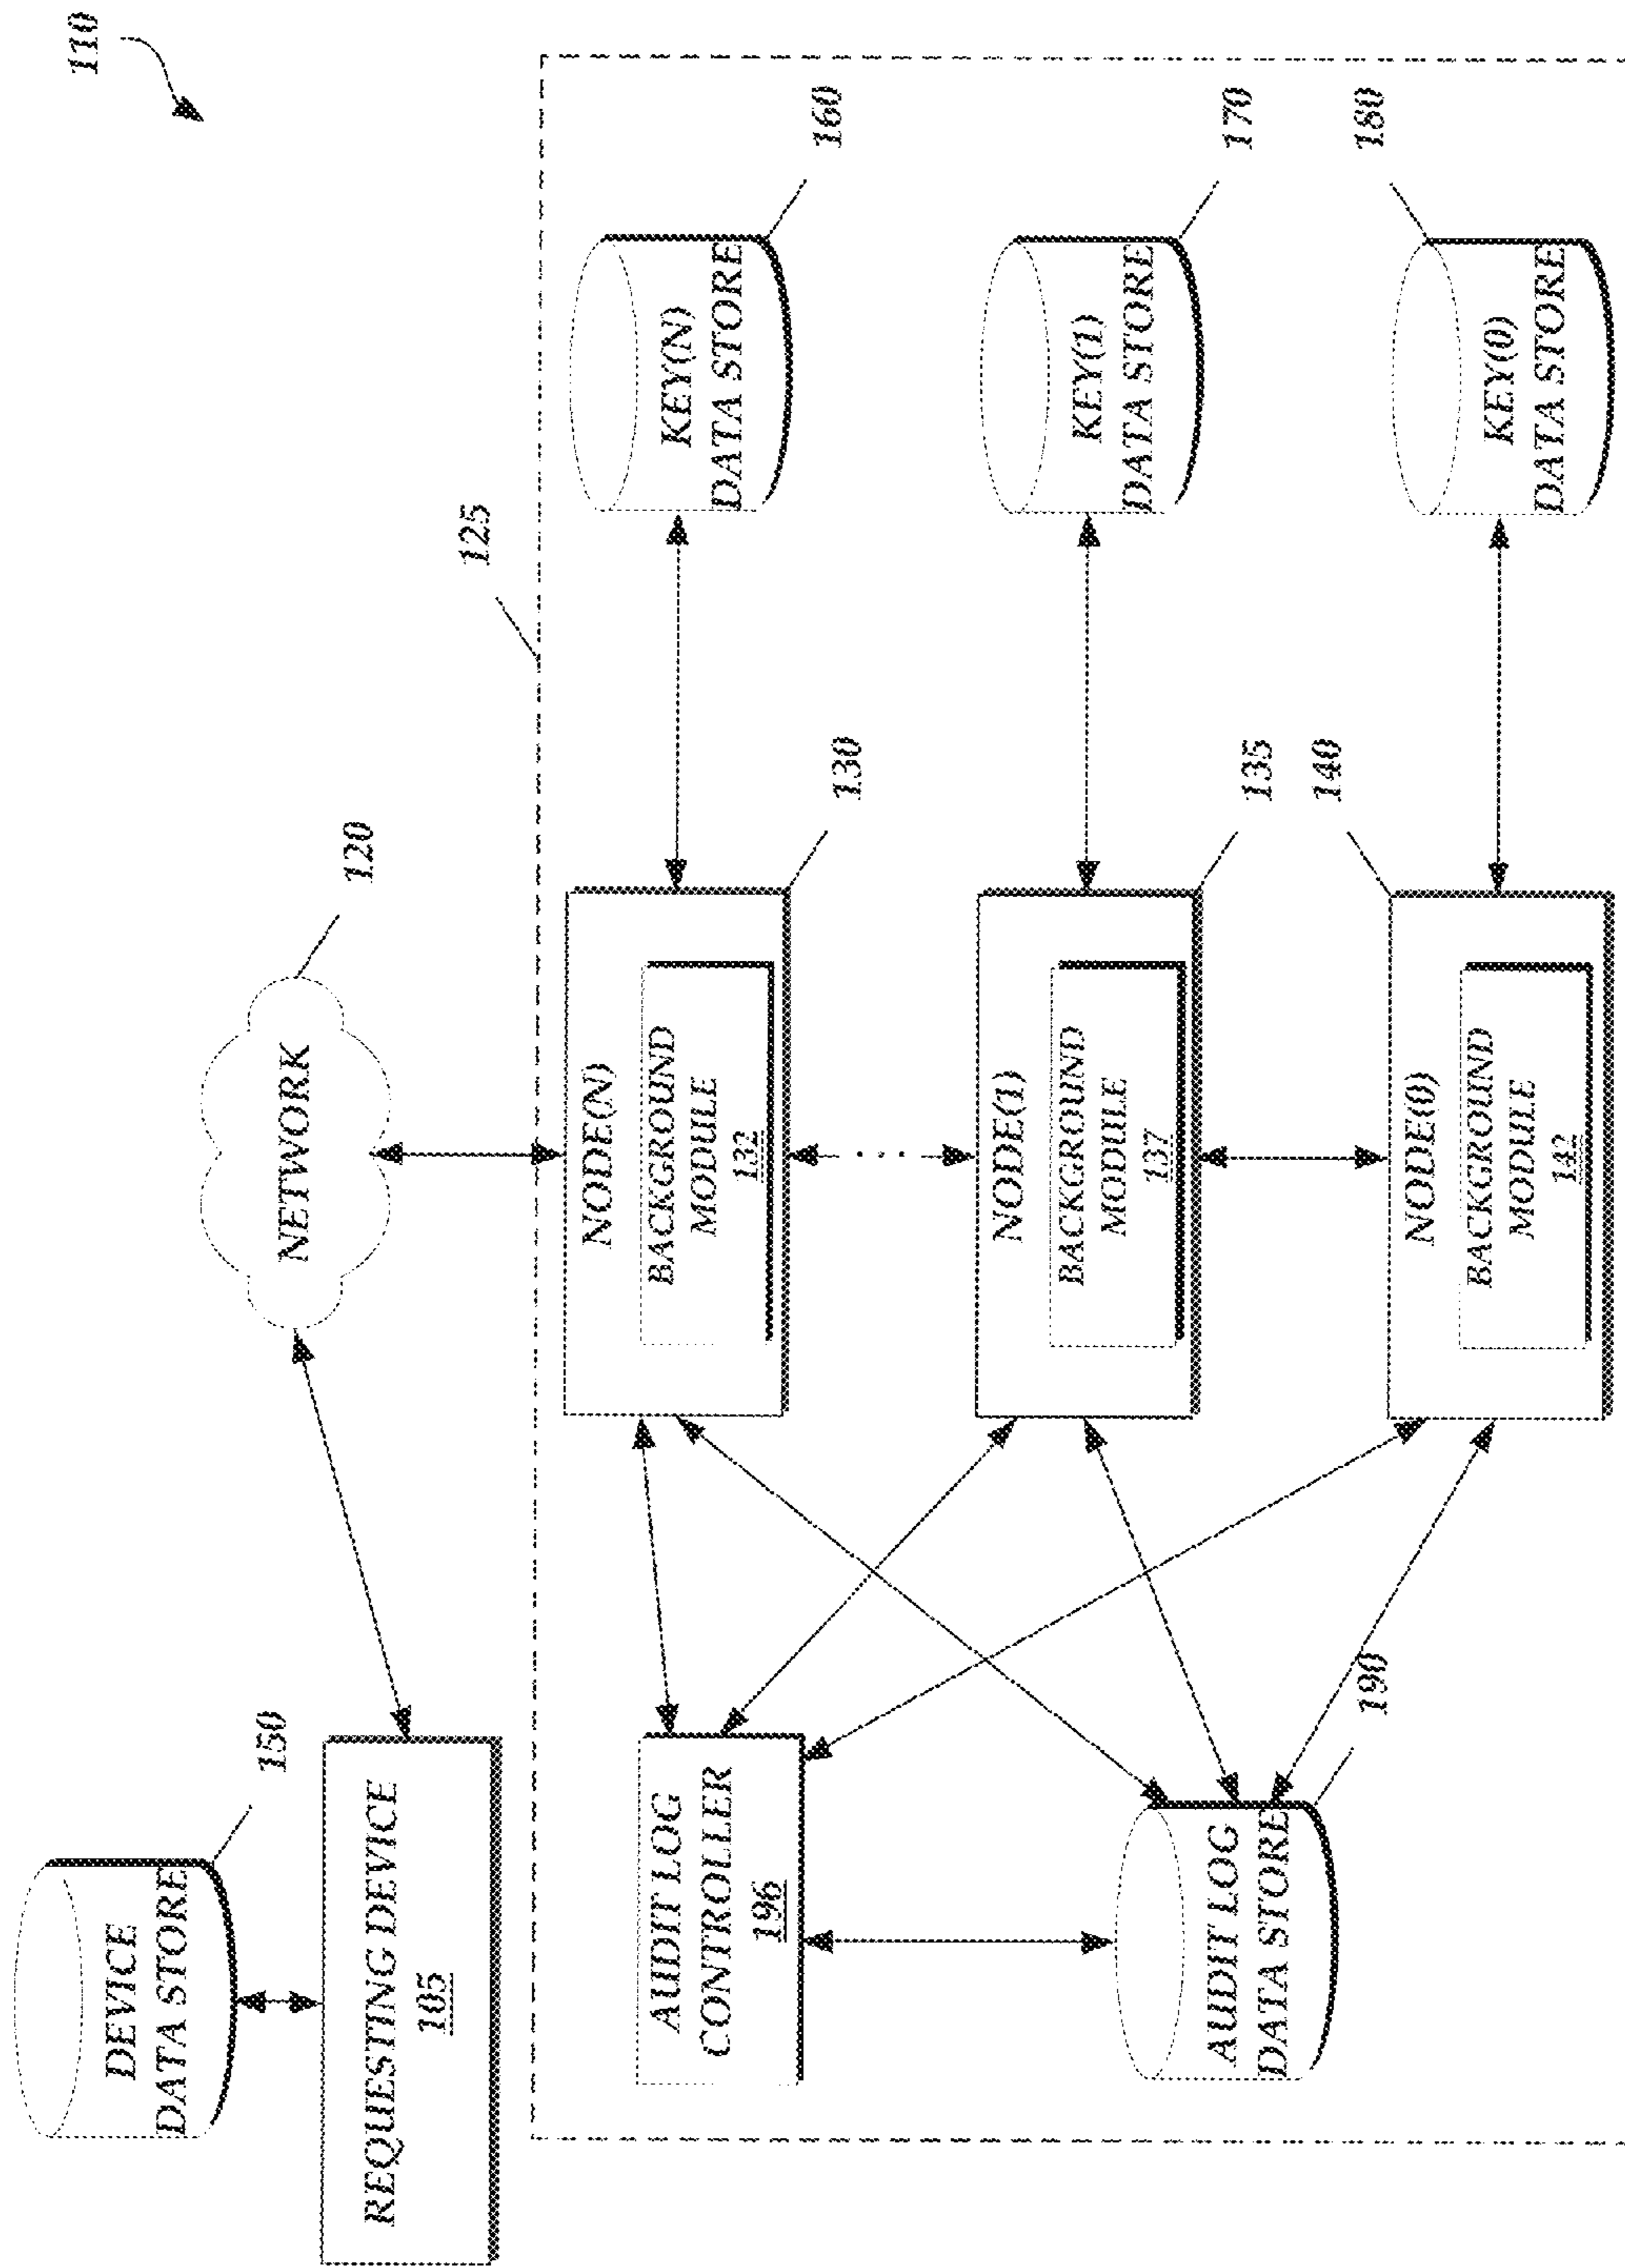 110
DEVICE
DATA STORE
150
REQUESTING DEVICE
105
NETWORK
120
125
AUDIT LOG
CONTROLLER
196
NODE(N)
BACKGROUND
MODULE
132
130
KEY(N)
DATA STORE
160
. . .
NODE(1)
BACKGROUND
MODULE
137
135
KEY(1)
DATA STORE
170
AUDIT LOG
DATA STORE
190
NODE(0)
BACKGROUND
MODULE
142
140
KEY(0)
DATA STORE
180